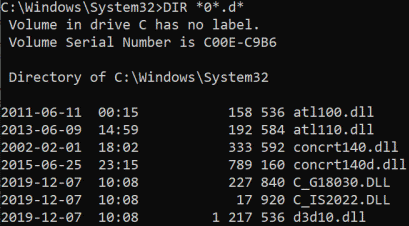 C:\Windows\System32>DIR *0*.d*
Volume in drive C has no label.
Volume Serial Number is C00E-C9B6
Directory of C:\Windows\System32
2011-06-11 00:15 158 536 atl100.dll
2013-06-09 14:59 192 584 atl110.dll
2002-02-01 18:02 333 592 concrt140.dll
2015-06-25 23:15 789 160 concrt140d.dll
2019-12-07 10:08 227 840 C_G18030.DLL
2019-12-07 10:08 17 920 C_IS2022.DLL
2019-12-07 10:08 1 217 536 d3d10.dll